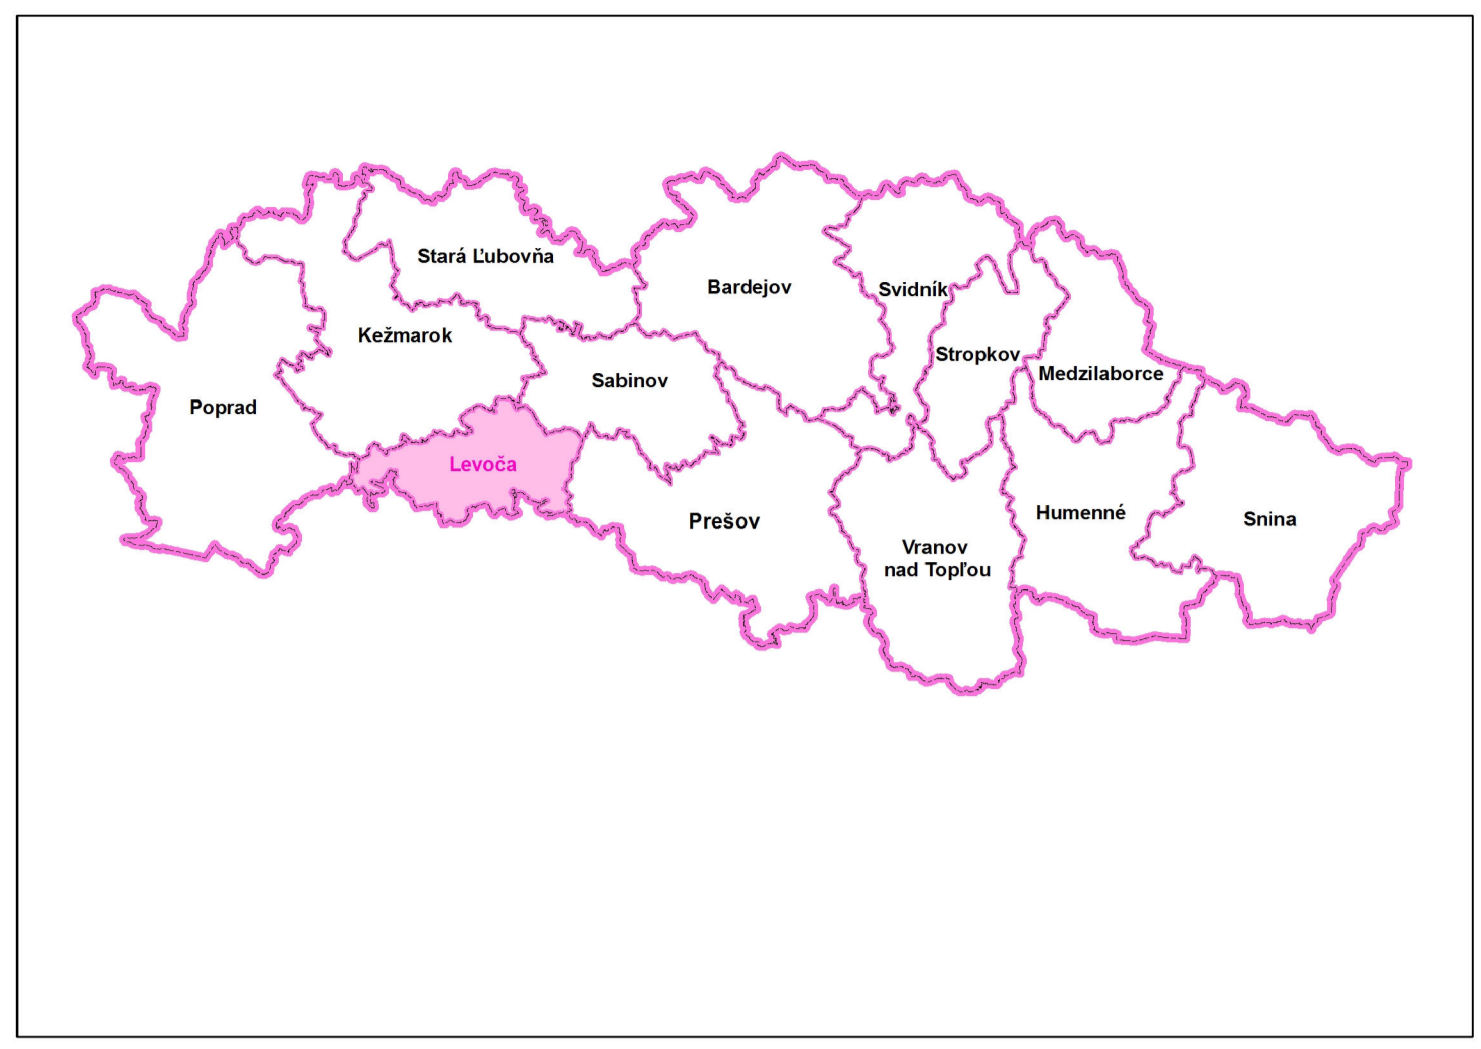 Stará Ľubovňa
Bardejov
Svidník
Kežmarok
Stropkov
Medzilaborce
Sabinov
Poprad
Levoča
Prešov
Humenné
Snina
Vranov
nad Topľou